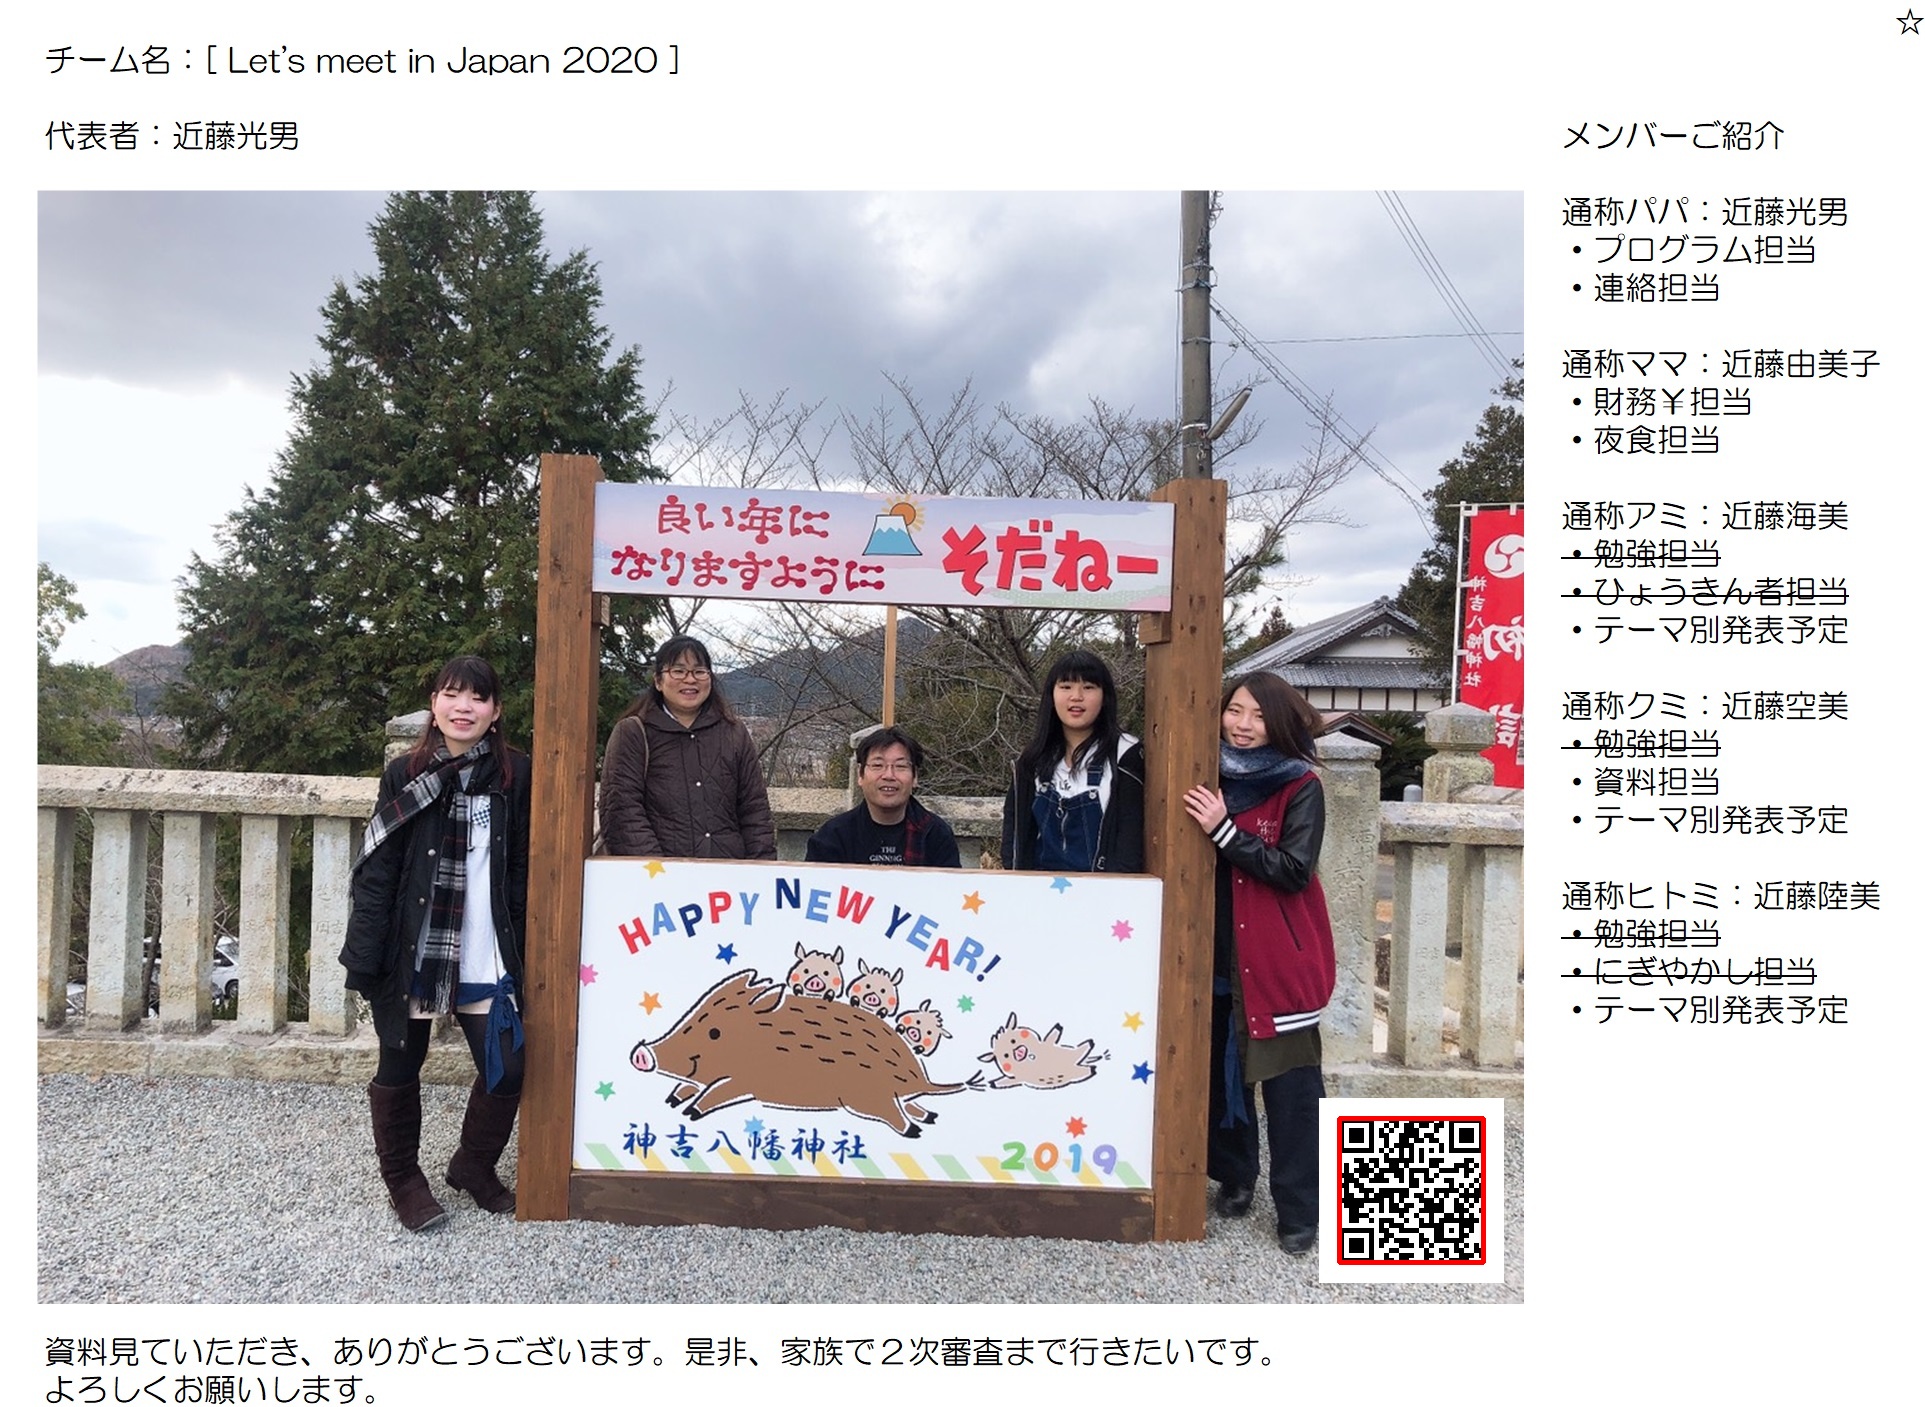 ☆
チーム名：[ Let's meet in Japan 2020 ]
代表者：近藤光男
良い年に
なりますように
そだねー
HAPPY NEW YEAR!
神吉八幡神社
2019
神吉八幡神社
初
メンバーご紹介
通称パパ：近藤光男
・プログラム担当
・連絡担当
通称ママ：近藤由美子
・財務￥担当
・夜食担当
通称アミ：近藤海美
・勉強担当
・ひょうきん者担当
・テーマ別発表予定
通称クミ：近藤空美
・勉強担当
・資料担当
・テーマ別発表予定
通称ヒトミ：近藤陸美
・勉強担当
・にぎやかし担当
・テーマ別発表予定
資料見ていただき、ありがとうございます。是非、家族で２次審査まで行きたいです。
よろしくお願いします。